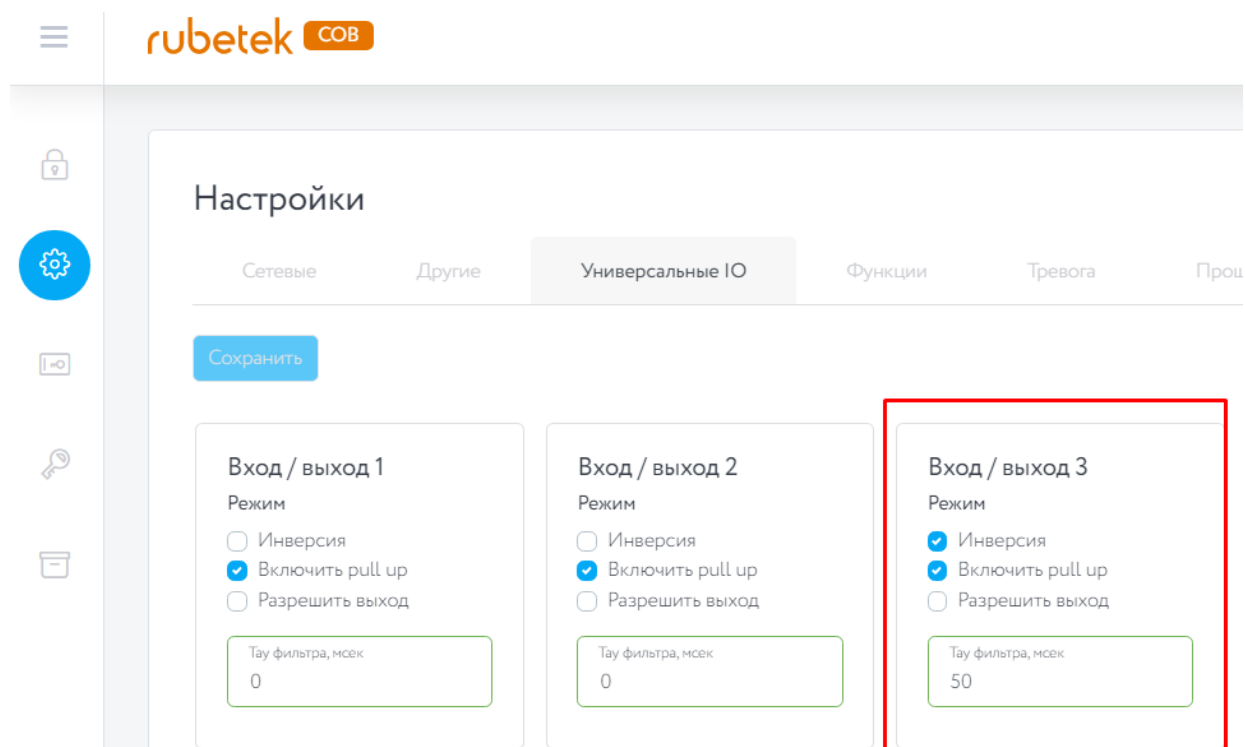 rubetek СОВ
Настройки
Сетевые Другие Универсальные IO Функции Тревога Прош
Сохранить
Вход / выход 1
Режим
Инверсия
Включить pull up
Разрешить выход
Тау фильтра, мсек
0
Вход / выход 2
Режим
Инверсия
Включить pull up
Разрешить выход
Тау фильтра, мсек
0
Вход / выход 3
Режим
Инверсия
Включить pull up
Разрешить выход
Тау фильтра, мсек
50